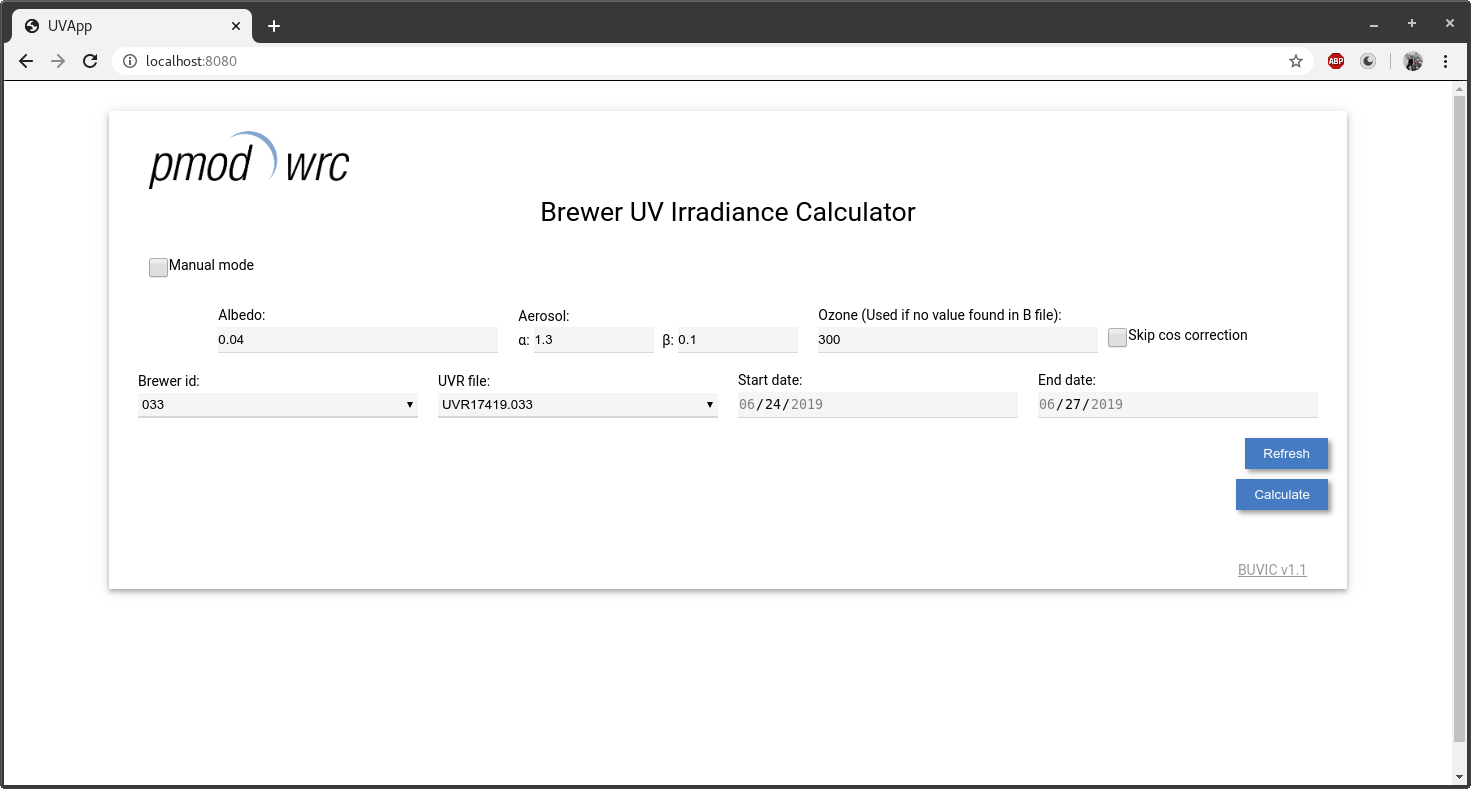 UVApp
localhost:8080
ABP
pmod wrc
Brewer UV Irradiance Calculator
Manual mode
Albedo: Aerosol: Ozone (Used if no value found in B file):
0.04 α: 1.3 β: 0.1 300 Skip cos correction
Brewer id: UVR file: Start date: End date:
033 UVR17419.033 06/24/2019 06/27/2019
Refresh
Calculate
BUVIC v1.1